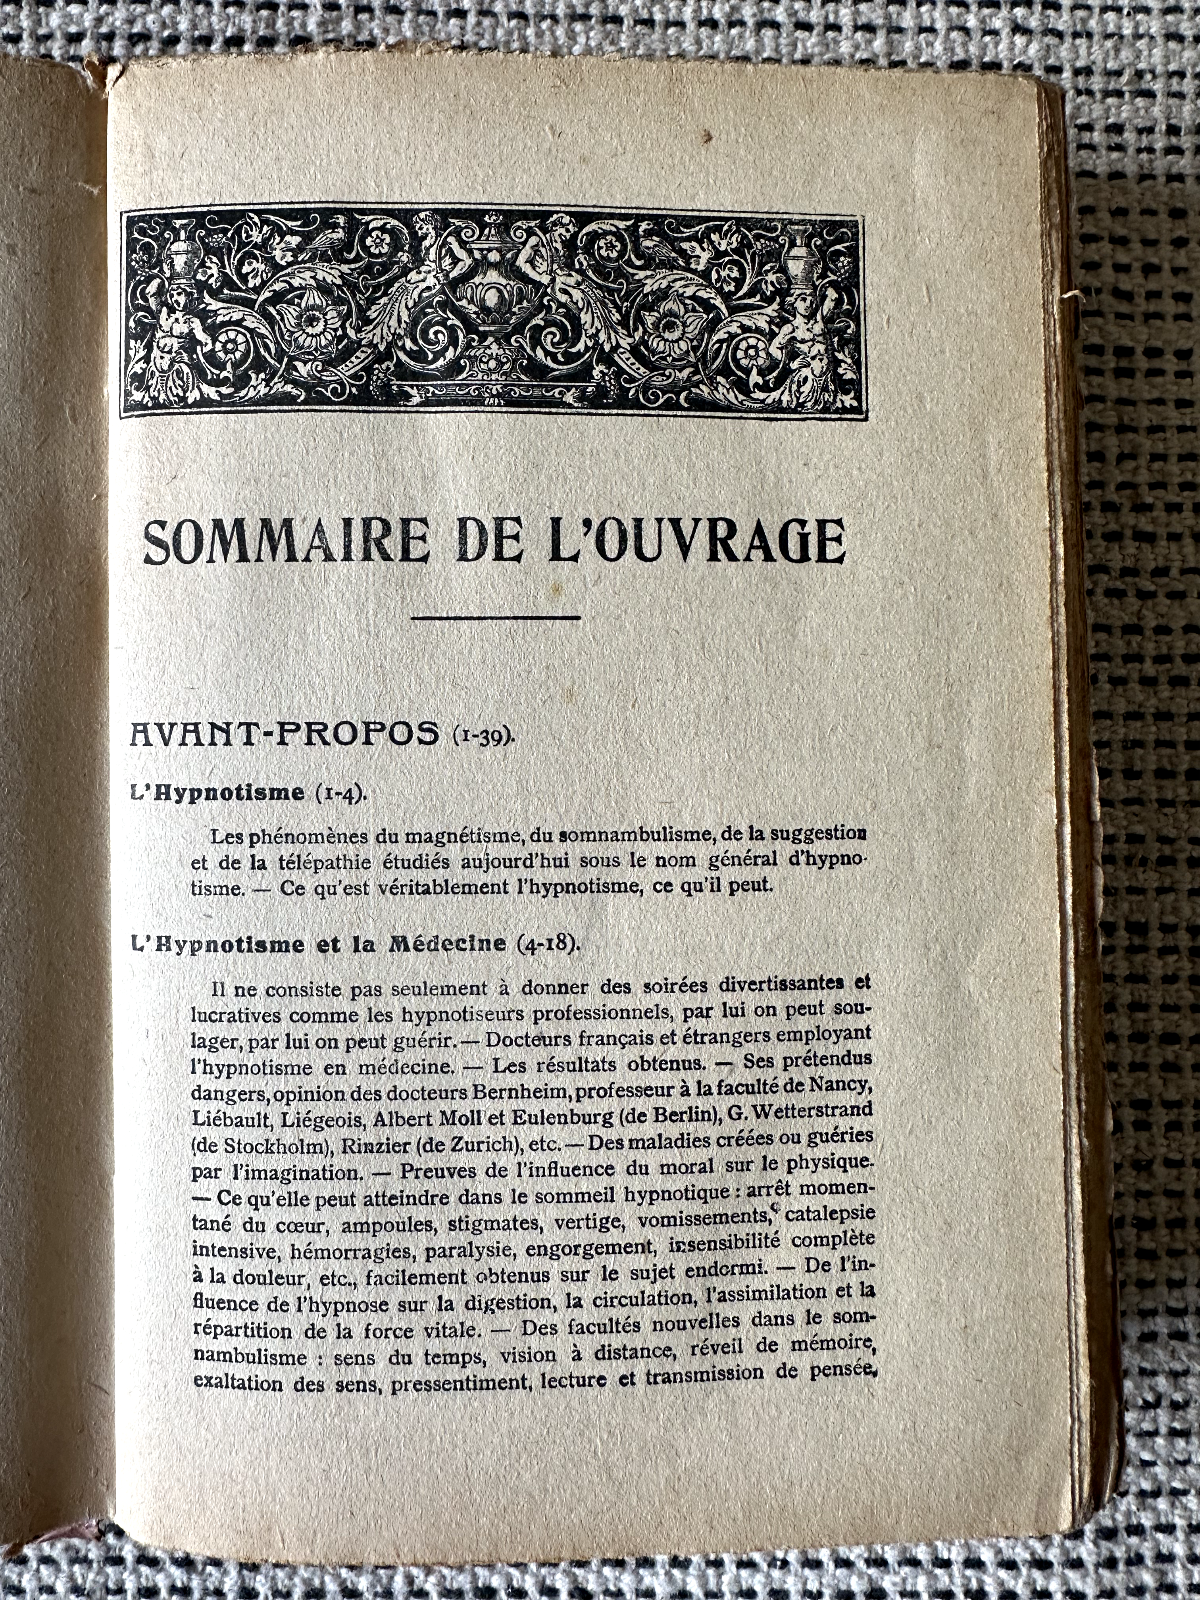 SOMMAIRE DE L'OUVRAGE
AVANT-PROPOS (1-39).
L'Hypnotisme (1-4).
Les phénomènes du magnétisme, du somnambulisme, de la suggestion
et de la télépathie étudiés aujourd'hui sous le nom général d'hypno-
tisme. — Ce qu'est véritablement l'hypnotisme, ce qu'il peut.
L'Hypnotisme et la Médecine (4-18).
Il ne consiste pas seulement à donner des soirées divertissantes et
lucratives comme les hypnotiseurs professionnels, par lui on peut sou-
lager, par lui on peut guérir. — Docteurs français et étrangers employant
l'hypnotisme en médecine. — Les résultats obtenus. — Ses prétendus
dangers, opinion des docteurs Bernheim, professeur à la faculté de Nancy,
Liébault, Liégeois, Albert Moll et Eulenburg (de Berlin), G. Wetterstrand
(de Stockholm), Rinzier (de Zurich), etc. — Des maladies créées ou guéries
par l'imagination. — Preuves de l'influence du moral sur le physique.
— Ce qu'elle peut atteindre dans le sommeil hypnotique : arrêt momen-
tané du cœur, ampoules, stigmates, vertige, vomissements, catalepsie
intensive, hémorragies, paralysie, engorgement, insensibilité complète
à la douleur, etc., facilement obtenus sur le sujet endormi. — De l'in-
fluence de l'hypnose sur la digestion, la circulation, l'assimilation et la
répartition de la force vitale. — Des facultés nouvelles dans le som-
nambulisme : sens du temps, vision à distance, réveil de mémoire,
exaltation des sens, pressentiment, lecture et transmission de pensée,